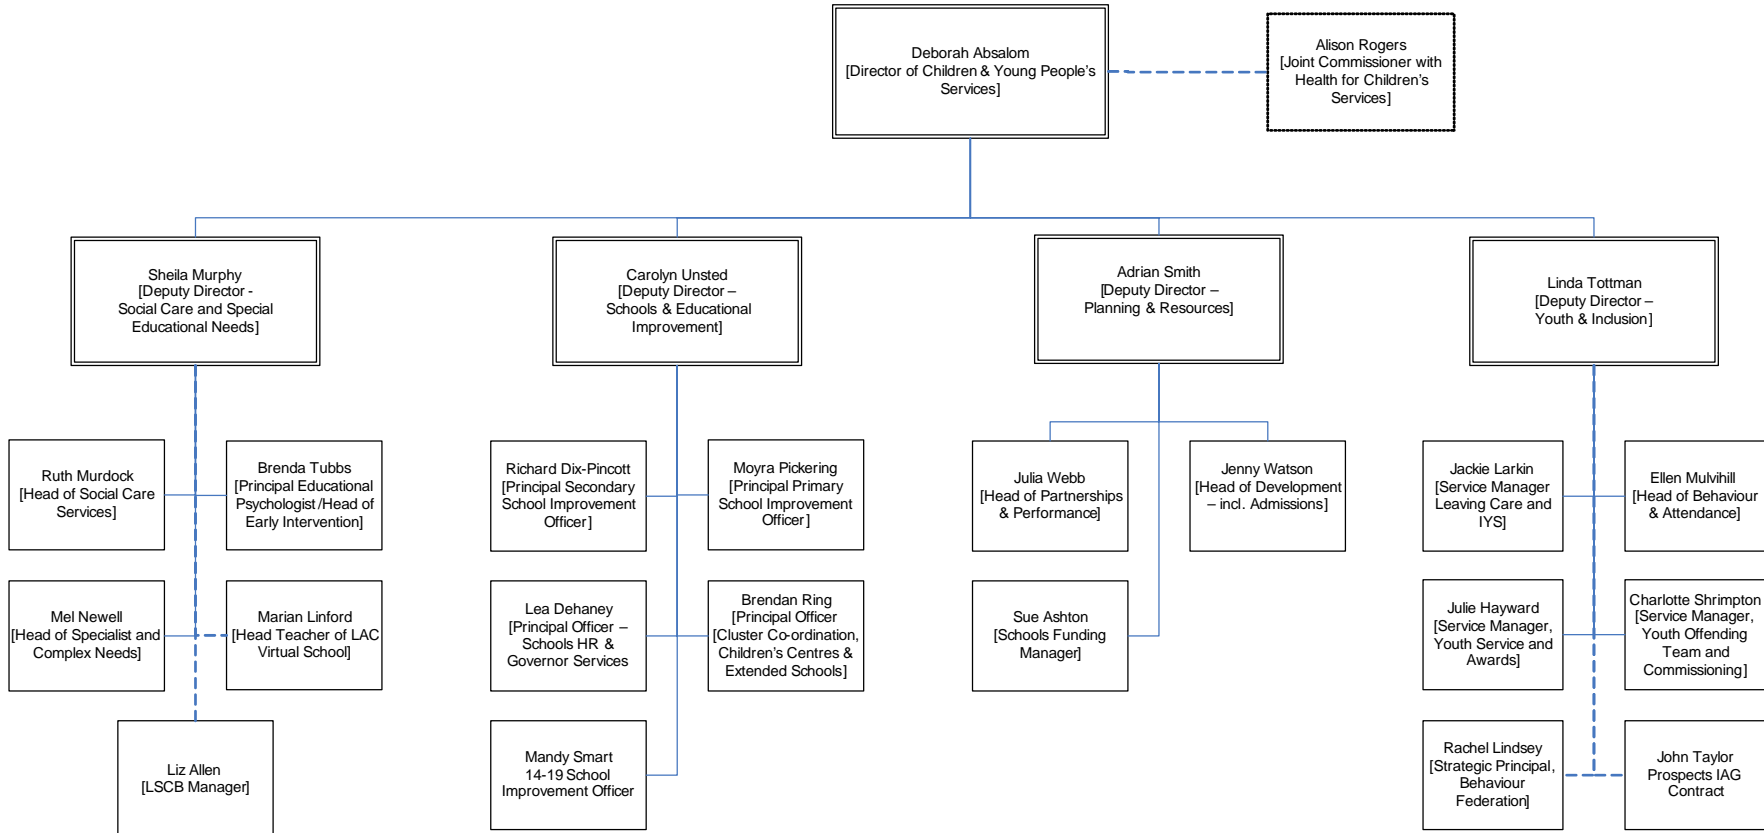 Deborah Absalom
[Director of Children & Young People's
Services]
Alison Rogers
[Joint Commissioner with
Health for Children's
Services]
Sheila Murphy
[Deputy Director -
Social Care and Special
Educational Needs]
Carolyn Unsted
[Deputy Director –
Schools & Educational
Improvement]
Adrian Smith
[Deputy Director –
Planning & Resources]
Linda Tottman
[Deputy Director –
Youth & Inclusion]
Ruth Murdock
[Head of Social Care
Services]
Brenda Tubbs
[Principal Educational
Psychologist/Head of
Early Intervention]
Richard Dix-Pincott
[Principal Secondary
School Improvement
Officer]
Moyra Pickering
[Principal Primary
School Improvement
Officer]
Julia Webb
[Head of Partnerships
& Performance]
Jenny Watson
[Head of Development
– incl. Admissions]
Jackie Larkin
[Service Manager
Leaving Care and
IYS]
Ellen Mulvihill
[Head of Behaviour
& Attendance]
Mel Newell
[Head of Specialist and
Complex Needs]
Marian Linford
[Head Teacher of LAC
Virtual School]
Lea Dehaney
[Principal Officer –
Schools HR &
Governor Services
Brendan Ring
[Principal Officer
[Cluster Co-ordination,
Children's Centres &
Extended Schools]
Sue Ashton
[Schools Funding
Manager]
Julie Hayward
[Service Manager,
Youth Service and
Awards]
Charlotte Shrimpton
[Service Manager,
Youth Offending
Team and
Commissioning]
Liz Allen
[LSCB Manager]
Mandy Smart
14-19 School
Improvement Officer
Rachel Lindsey
[Strategic Principal,
Behaviour
Federation]
John Taylor
Prospects IAG
Contract